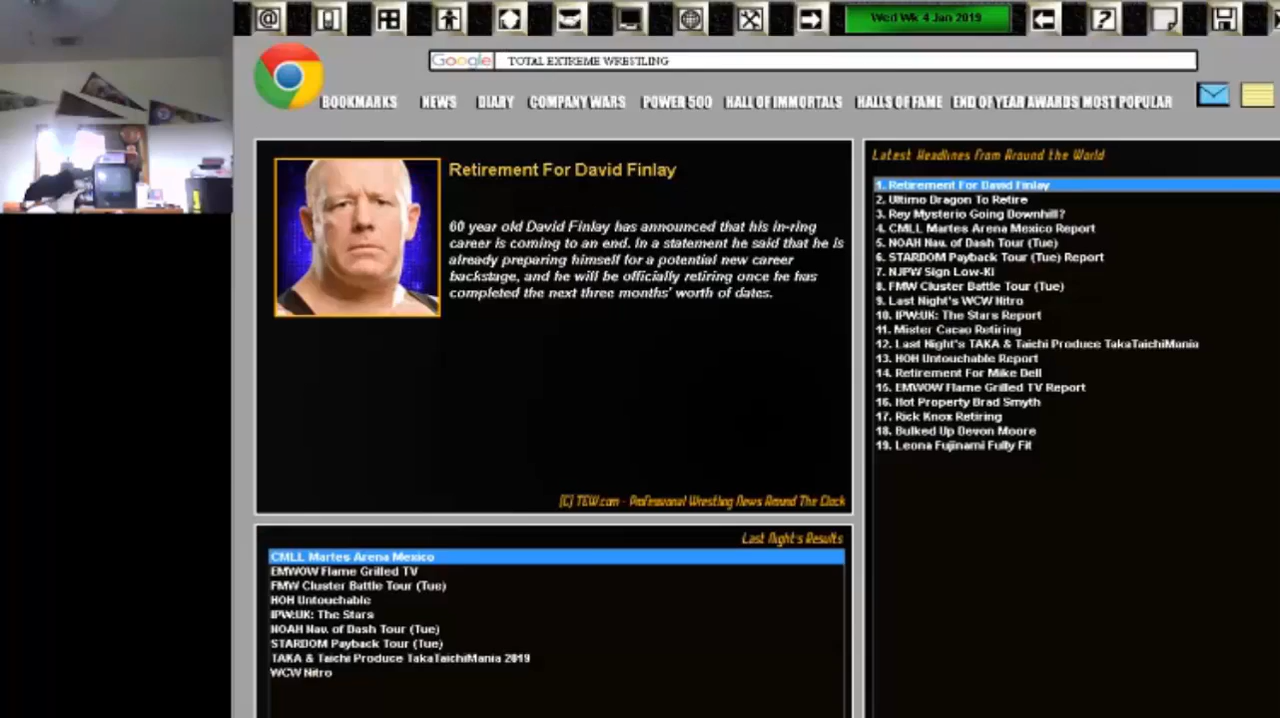 Wed Wk 4 Jan 2019
Google TOTAL EXTREME WRESTLING
BOOKMARKS NEWS DIARY COMPANY WARS POWER 500 HALL OF IMMORTALS HALLS OF FAME END OF YEAR AWARDS MOST POPULAR
Retirement For David Finlay
60 year old David Finlay has announced that his in-ring
career is coming to an end. In a statement he said that he is
already preparing himself for a potential new career
backstage, and he will be officially retiring once he has
completed the next three months' worth of dates.
(C) TEW.com - Professional Wrestling News Around The Clock
Latest Headlines From Around the World
1. Retirement For David Finlay
2. Ultimo Dragon To Retire
3. Rey Mysterio Going Downhill?
4. CMLL Martes Arena Mexico Report
5. NOAH Nav. of Dash Tour (Tue)
6. STARDOM Payback Tour (Tue) Report
7. NJPW Sign Low-Ki
8. FMW Cluster Battle Tour (Tue)
9. Last Night's WCW Nitro
10. IPW:UK: The Stars Report
11. Mister Cacao Retiring
12. Last Night's TAKA & Taichi Produce TakaTaichiMania
13. HOH Untouchable Report
14. Retirement For Mike Dell
15. EMWOW Flame Grilled TV Report
16. Hot Property Brad Smyth
17. Rick Knox Retiring
18. Bulked Up Devon Moore
19. Leona Fujinami Fully Fit
Last Night's Results
CMLL Martes Arena Mexico
EMWOW Flame Grilled TV
FMW Cluster Battle Tour (Tue)
HOH Untouchable
IPW:UK: The Stars
NOAH Nav. of Dash Tour (Tue)
STARDOM Payback Tour (Tue)
TAKA & Taichi Produce TakaTaichiMania 2019
WCW Nitro